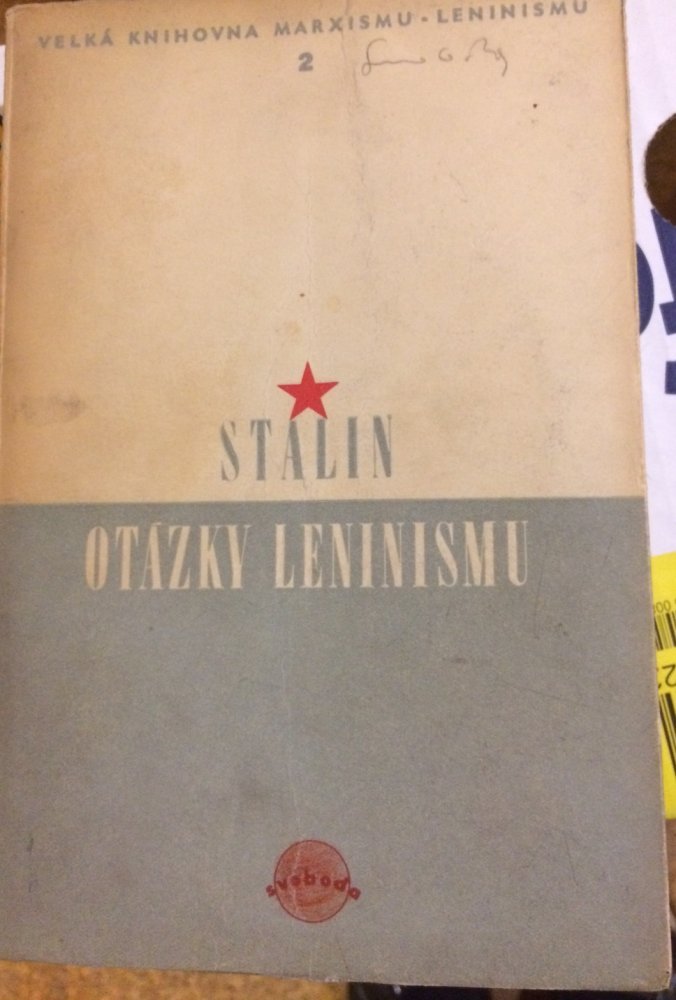 VELKÁ KNIHOVNA MARXISMU - LENINISMU
2
STALIN
OTÁZKY LENINISMU
svoboda